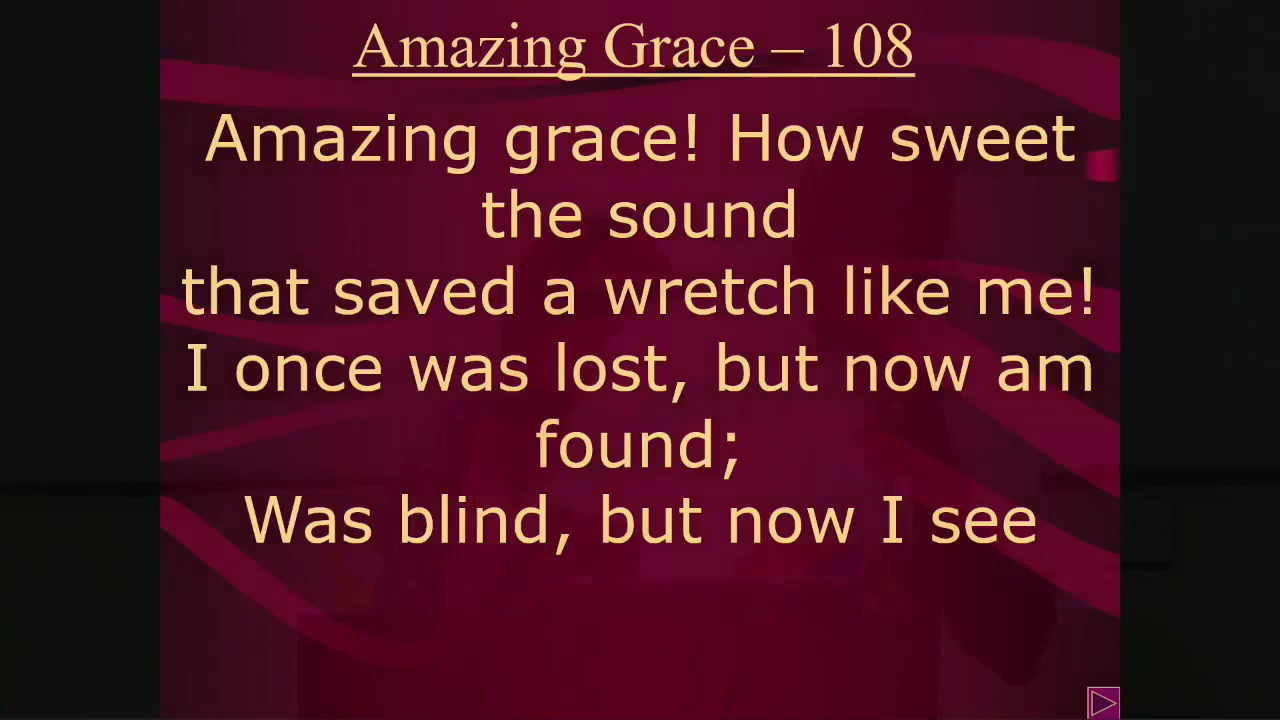 Amazing Grace – 108
Amazing grace! How sweet
the sound
that saved a wretch like me!
I once was lost, but now am
found;
Was blind, but now I see